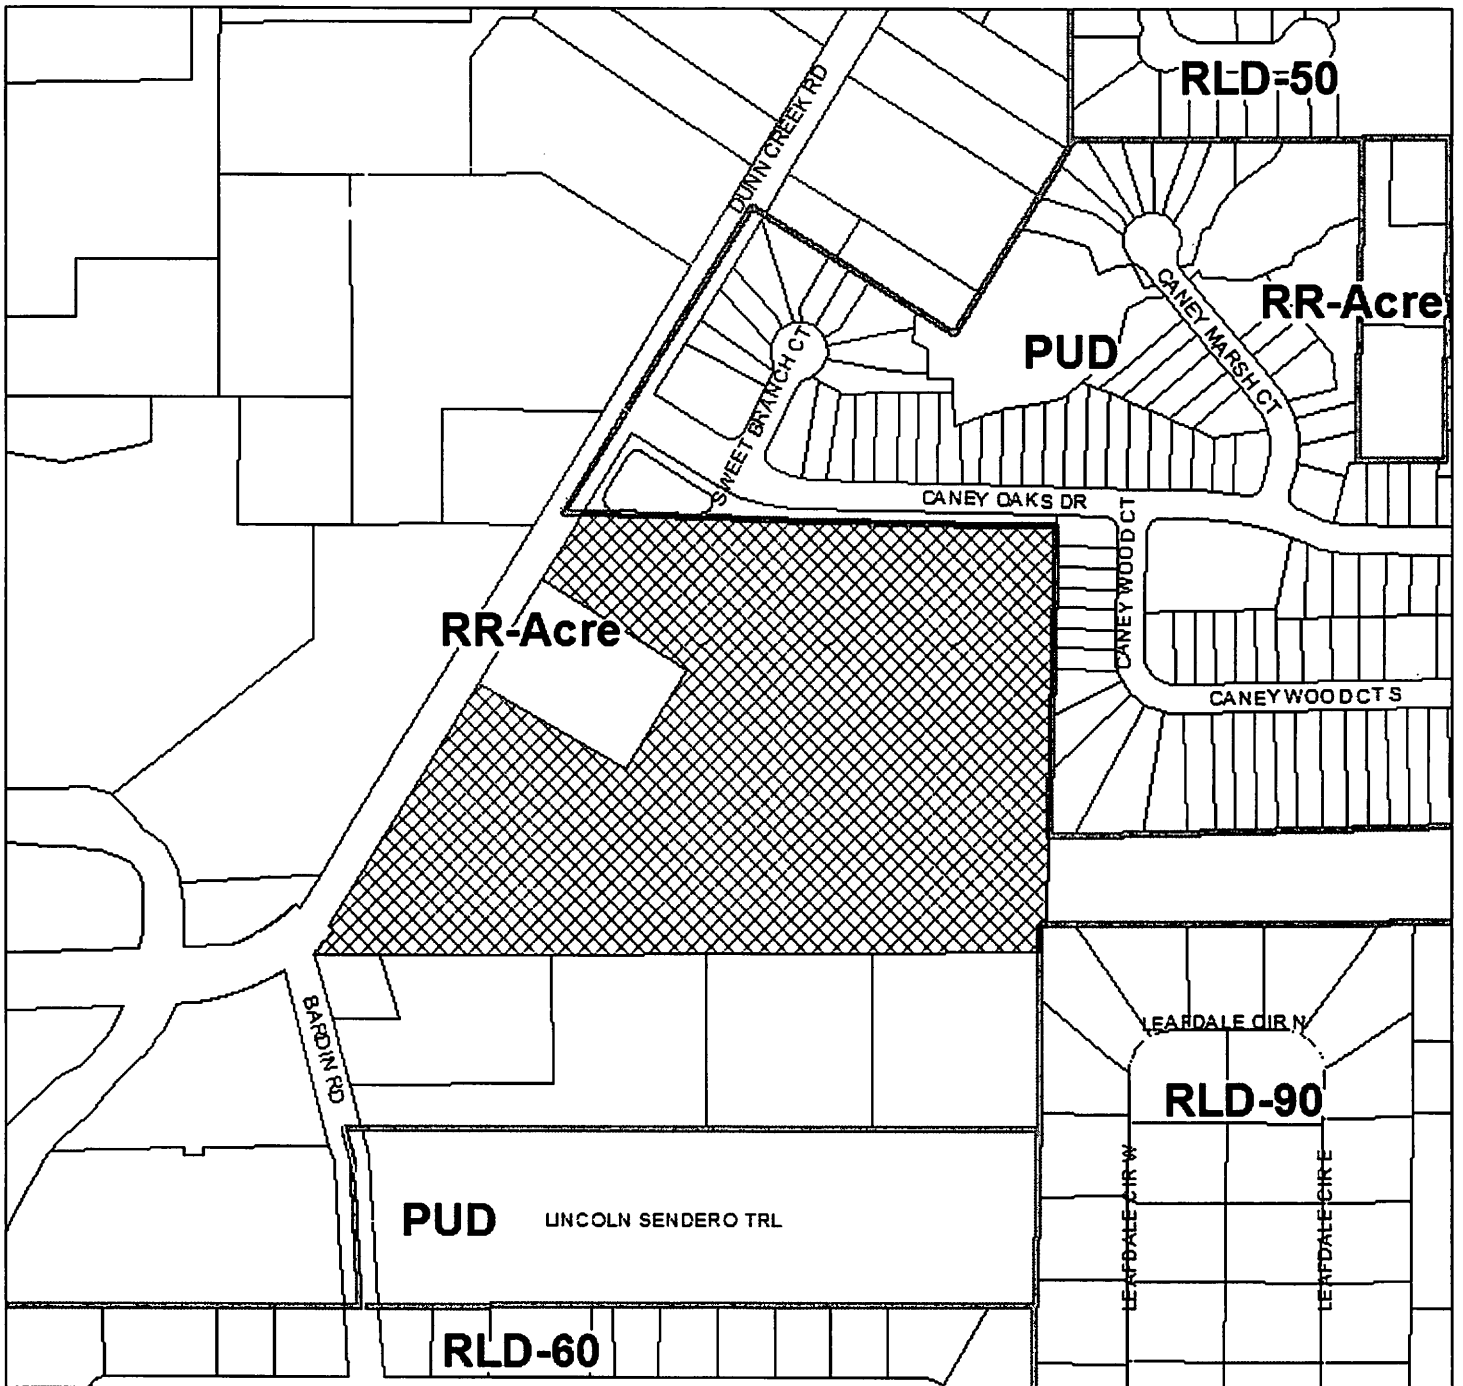 RLD-50
DUNN CREEK RD
CANEY MARSH CT
RR-Acre
PUD
SWEET BRANCH CT
CANEY OAKS DR
CANEY WOOD CT
RR-Acre
CANEY WOOD CT S
BARDIN RD
LEAFDALE CIR N
RLD-90
LEAFDALE CIR W
LEAFDALE CIR E
PUD
LINCOLN SENDERO TRL
RLD-60